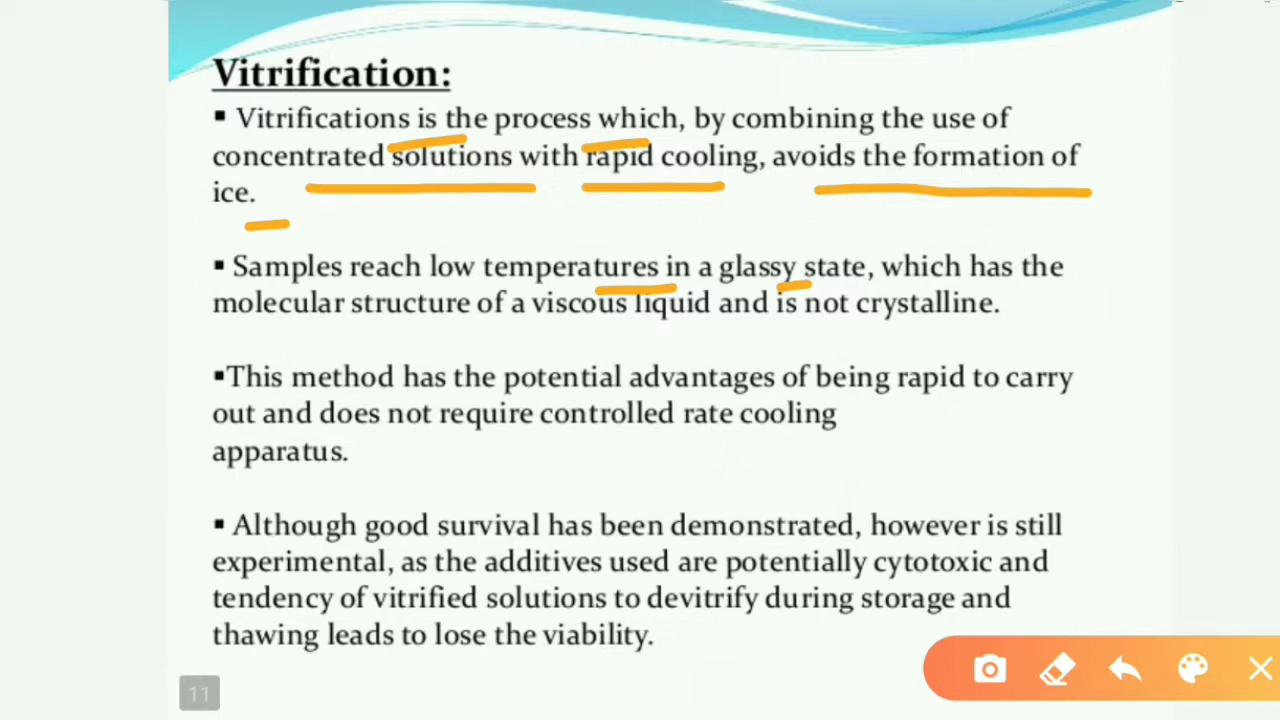 Vitrification:
▪ Vitrifications is the process which, by combining the use of
concentrated solutions with rapid cooling, avoids the formation of
ice.
▪ Samples reach low temperatures in a glassy state, which has the
molecular structure of a viscous liquid and is not crystalline.
▪This method has the potential advantages of being rapid to carry
out and does not require controlled rate cooling
apparatus.
▪ Although good survival has been demonstrated, however is still
experimental, as the additives used are potentially cytotoxic and
tendency of vitrified solutions to devitrify during storage and
thawing leads to lose the viability.
11